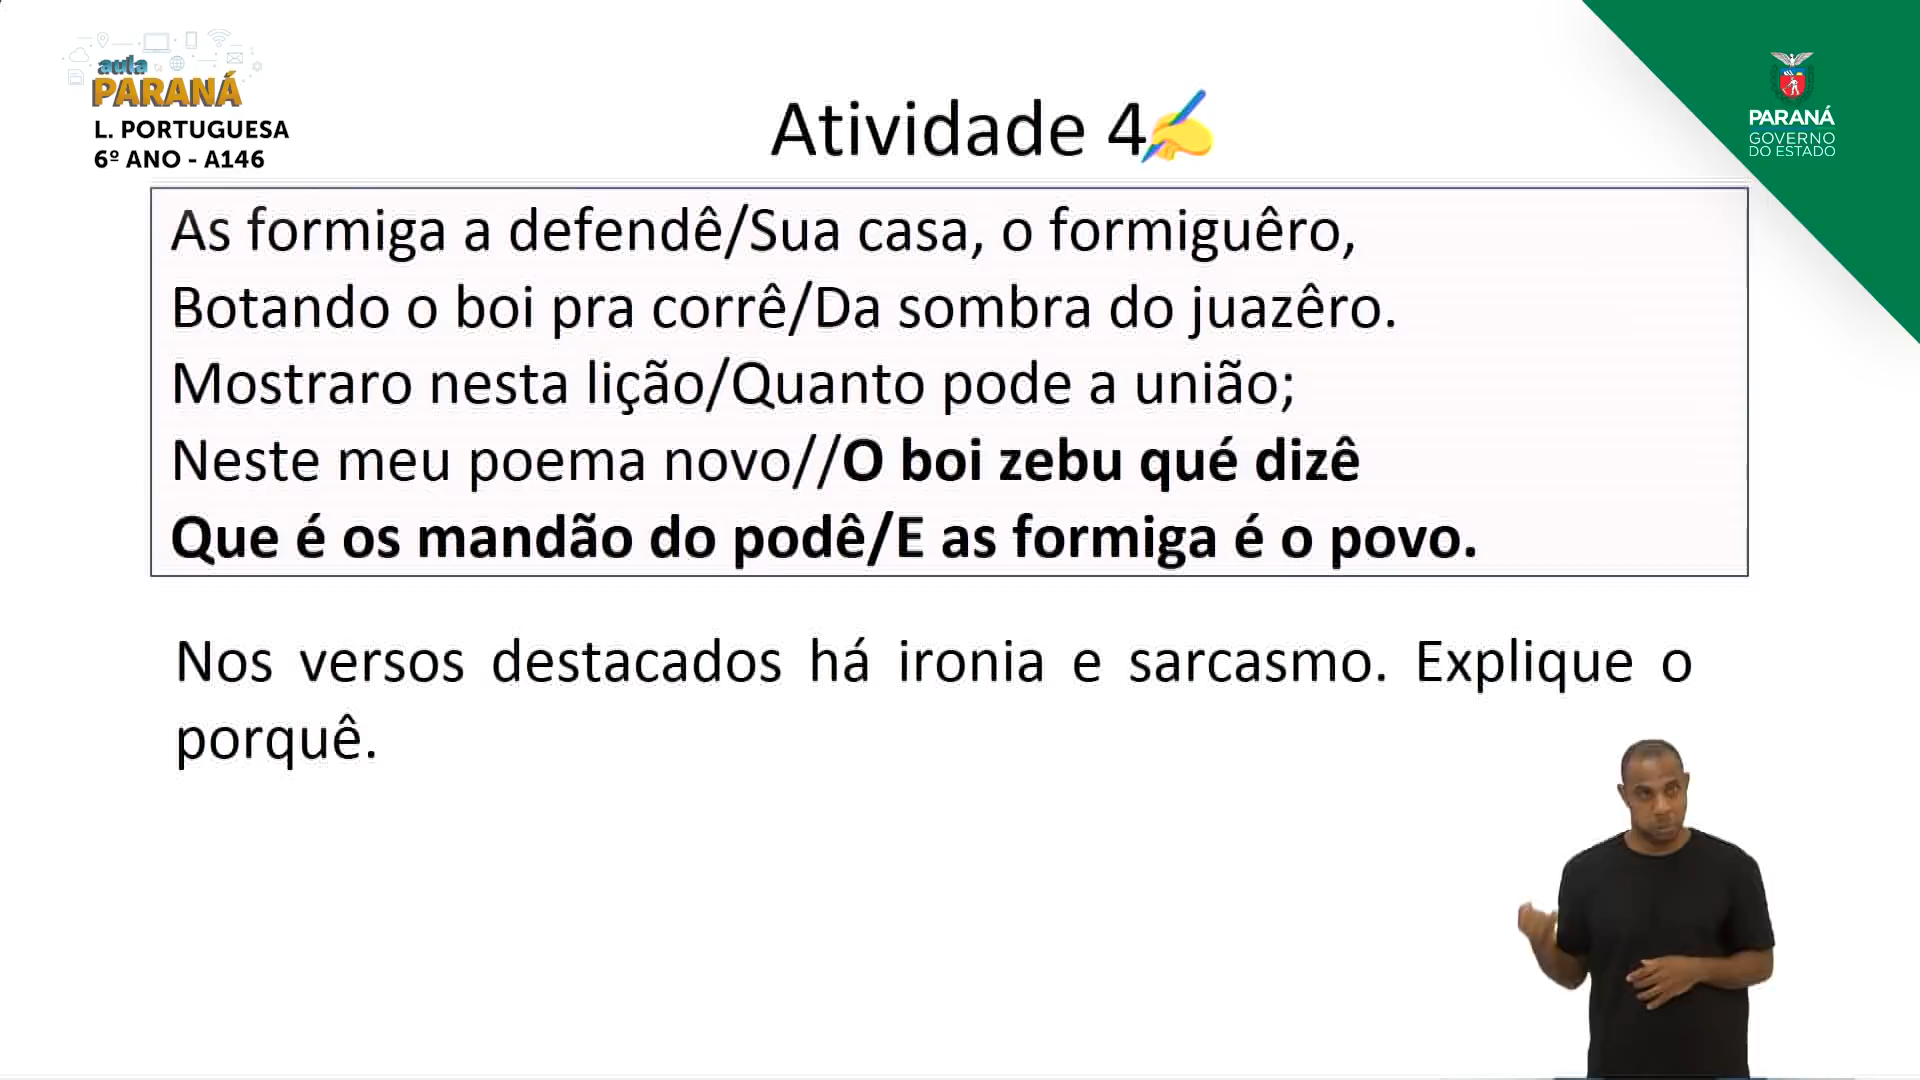 aula
PARANÁ
L. PORTUGUESA
6º ANO - A146
Atividade 4
PARANÁ
GOVERNO
DO ESTADO
As formiga a defendê/Sua casa, o formiguêro,
Botando o boi pra corrê/Da sombra do juazêro.
Mostraro nesta lição/Quanto pode a união;
Neste meu poema novo//O boi zebu qué dizê
Que é os mandão do podê/E as formiga é o povo.
Nos versos destacados há ironia e sarcasmo. Explique o
porquê.